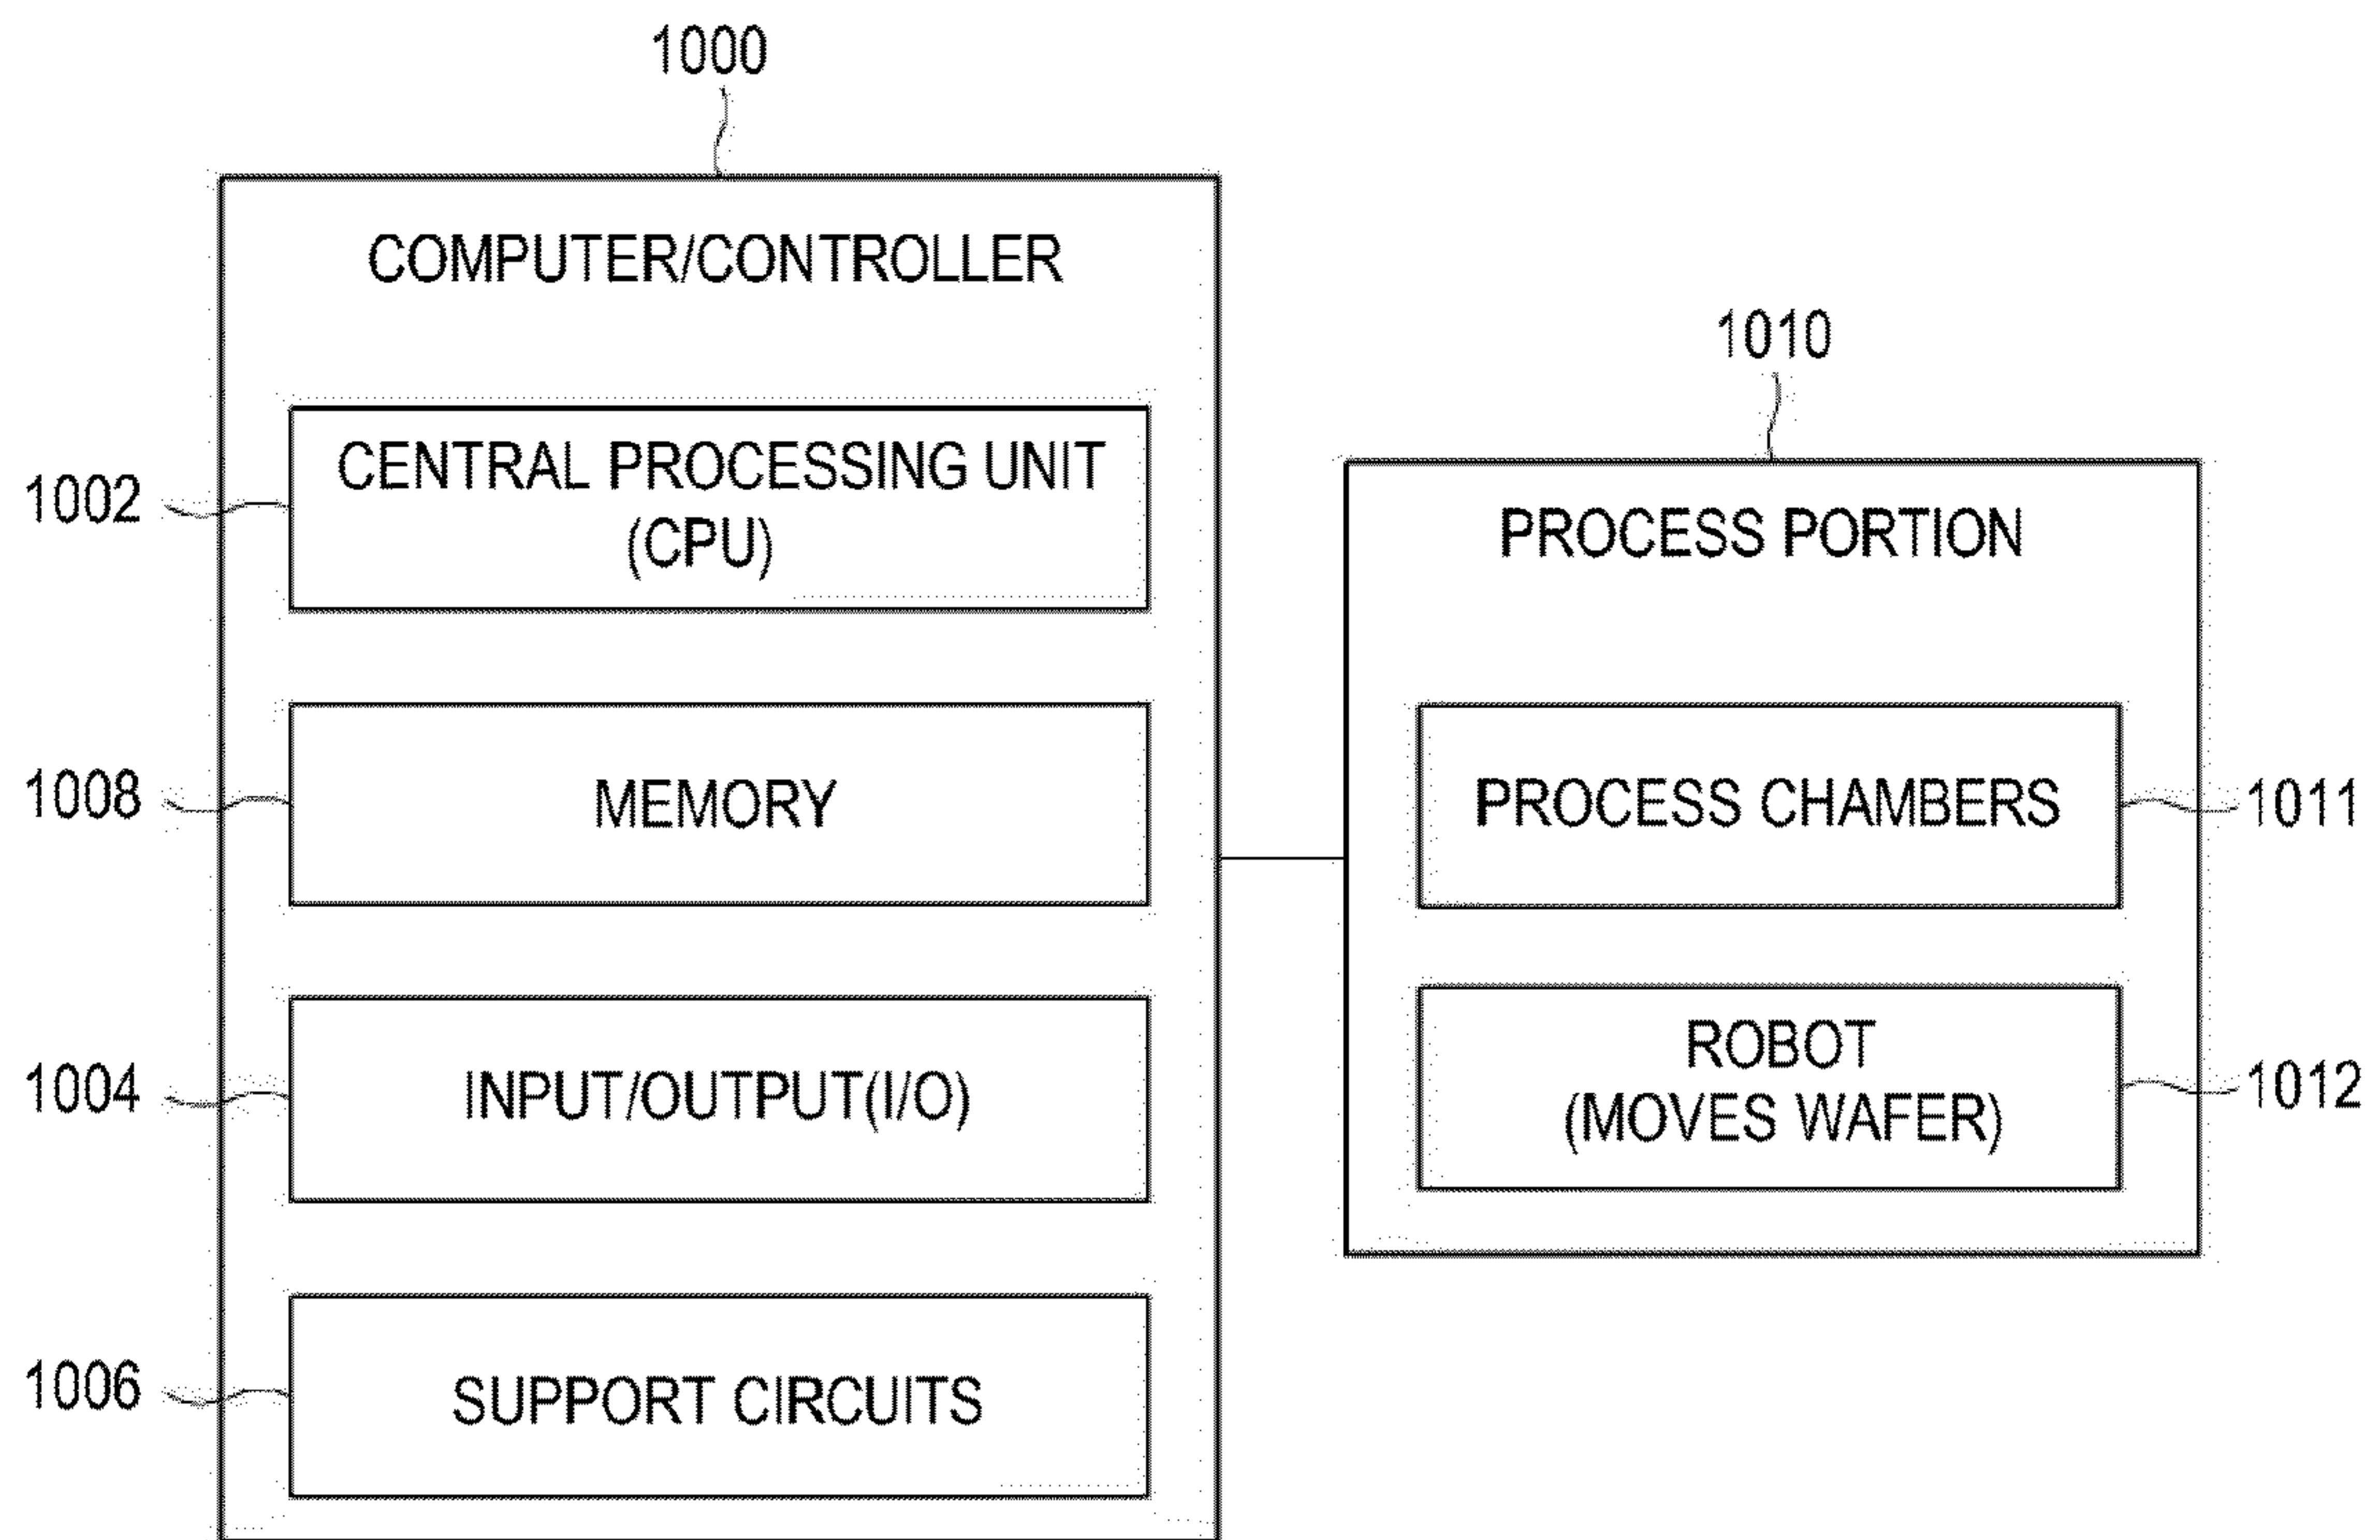 1000
COMPUTER/CONTROLLER
1002
CENTRAL PROCESSING UNIT
(CPU)
1008
MEMORY
1004
INPUT/OUTPUT(I/O)
1006
SUPPORT CIRCUITS
1010
PROCESS PORTION
PROCESS CHAMBERS
1011
ROBOT
(MOVES WAFER)
1012